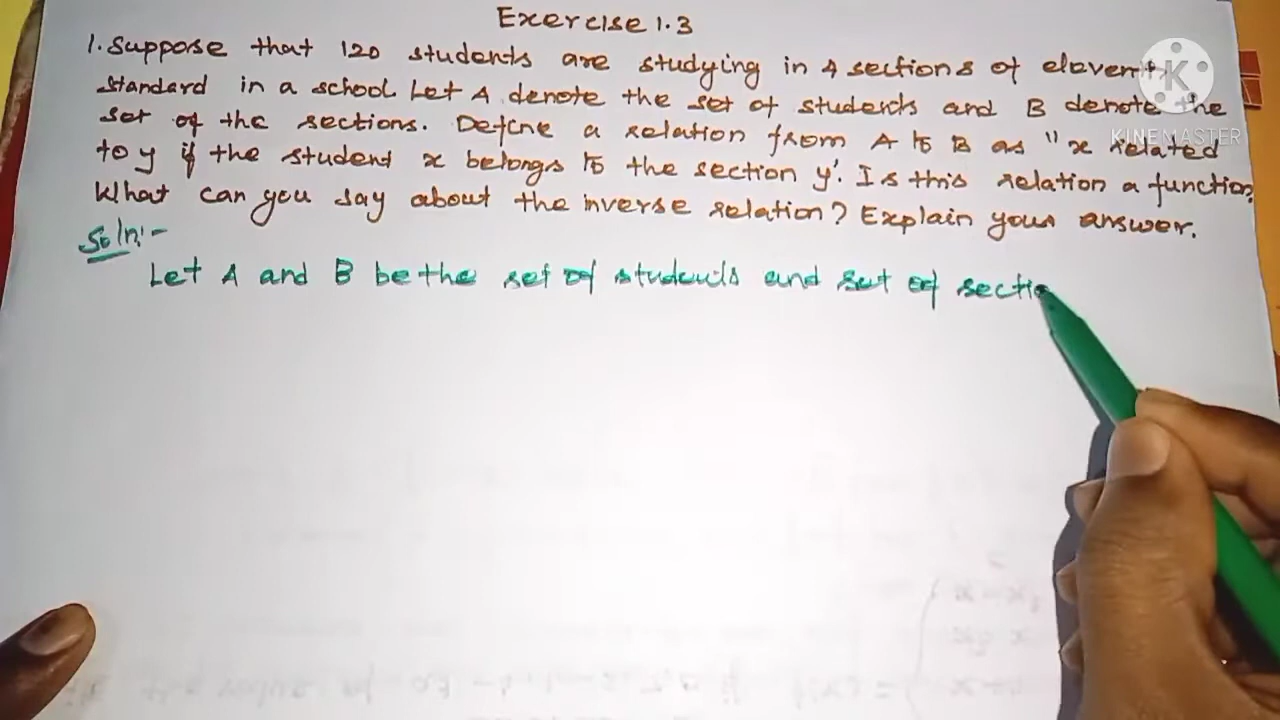 Exercise 1.3
1. Suppose that 120 students are studying in 4 sections of eleventh
standard in a school Let A denote the set of students and B denote the
set of the sections. Define a relation from A to B as "x related
to y if the student x belongs to the section y'. Is this relation a function?
What can you say about the inverse relation? Explain your answer.
Soln:-
Let A and B be the set of students and set of sectio
K
KINEMASTER